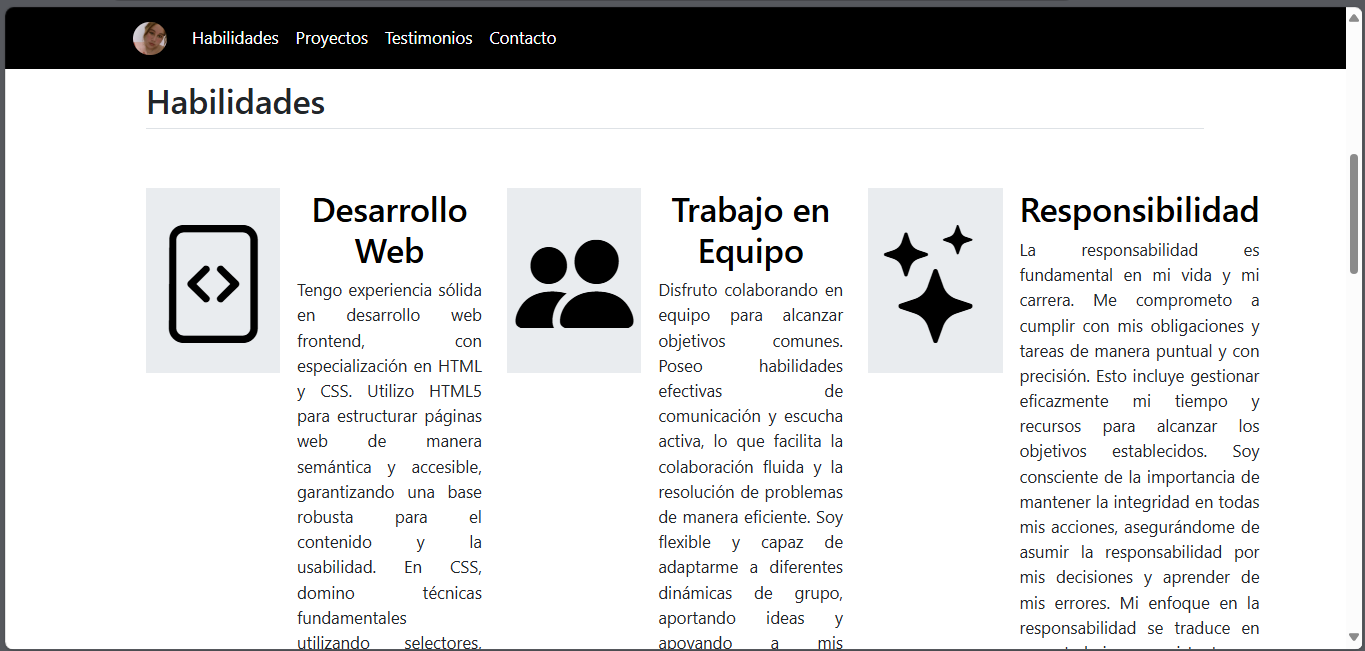 Habilidades Proyectos Testimonios Contacto
Habilidades
Desarrollo
Web
Tengo experiencia sólida
en desarrollo web
frontend, con
especialización en HTML
y CSS. Utilizo HTML5
para estructurar páginas
web de manera
semántica y accesible,
garantizando una base
robusta para el
contenido y la
usabilidad. En CSS,
domino técnicas
fundamentales
utilizando selectores,
Trabajo en
Equipo
Disfruto colaborando en
equipo para alcanzar
objetivos comunes.
Poseo habilidades
efectivas de
comunicación y escucha
activa, lo que facilita la
colaboración fluida y la
resolución de problemas
de manera eficiente. Soy
flexible y capaz de
adaptarme a diferentes
dinámicas de grupo,
aportando ideas y
apoyando a mis
Responsibilidad
La responsabilidad es
fundamental en mi vida y mi
carrera. Me comprometo a
cumplir con mis obligaciones y
tareas de manera puntual y con
precisión. Esto incluye gestionar
eficazmente mi tiempo y
recursos para alcanzar los
objetivos establecidos. Soy
consciente de la importancia de
mantener la integridad en todas
mis acciones, asegurándome de
asumir la responsabilidad por
mis decisiones y aprender de
mis errores. Mi enfoque en la
responsabilidad se traduce en